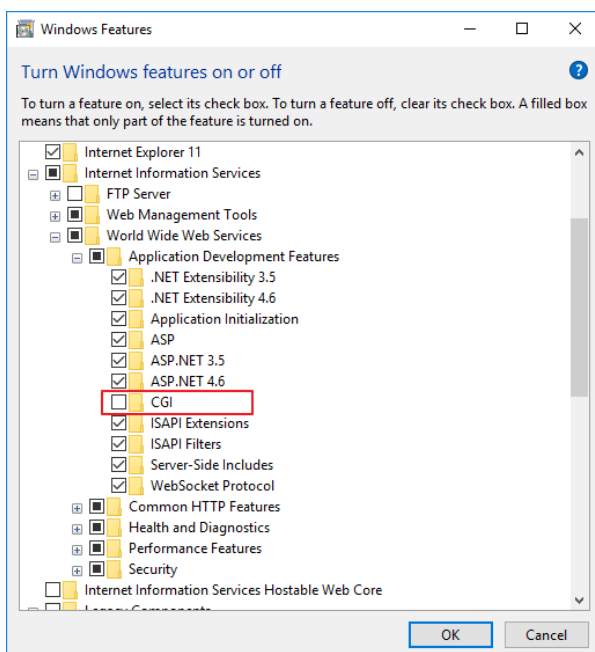 Windows Features
Turn Windows features on or off
To turn a feature on, select its check box. To turn a feature off, clear its check box. A filled box
means that only part of the feature is turned on.
Internet Explorer 11
Internet Information Services
FTP Server
Web Management Tools
World Wide Web Services
Application Development Features
.NET Extensibility 3.5
.NET Extensibility 4.6
Application Initialization
ASP
ASP.NET 3.5
ASP.NET 4.6
CGI
ISAPI Extensions
ISAPI Filters
Server-Side Includes
WebSocket Protocol
Common HTTP Features
Health and Diagnostics
Performance Features
Security
Internet Information Services Hostable Web Core
Legacy Components
OK Cancel